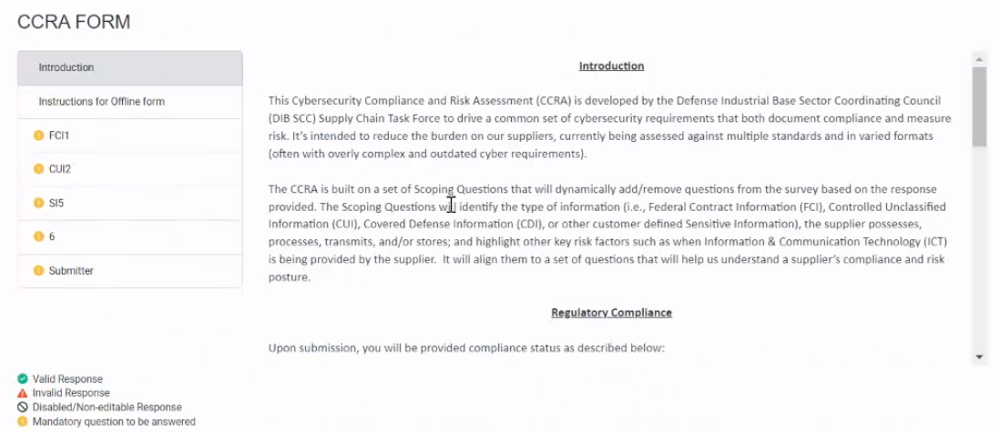 CCRA FORM
Introduction
Instructions for Offline form
FCI1
CUI2
SI5
6
Submitter
Introduction
This Cybersecurity Compliance and Risk Assessment (CCRA) is developed by the Defense Industrial Base Sector Coordinating Council
(DIB SCC) Supply Chain Task Force to drive a common set of cybersecurity requirements that both document compliance and measure
risk. It's intended to reduce the burden on our suppliers, currently being assessed against multiple standards and in varied formats
(often with overly complex and outdated cyber requirements).
The CCRA is built on a set of Scoping Questions that will dynamically add/remove questions from the survey based on the response
provided. The Scoping Questions will identify the type of information (i.e., Federal Contract Information (FCI), Controlled Unclassified
Information (CUI), Covered Defense Information (CDI), or other customer defined Sensitive Information), the supplier possesses,
processes, transmits, and/or stores; and highlight other key risk factors such as when Information & Communication Technology (ICT)
is being provided by the supplier. It will align them to a set of questions that will help us understand a supplier's compliance and risk
posture.
Regulatory Compliance
Upon submission, you will be provided compliance status as described below:
Valid Response
Invalid Response
Disabled/Non-editable Response
Mandatory question to be answered